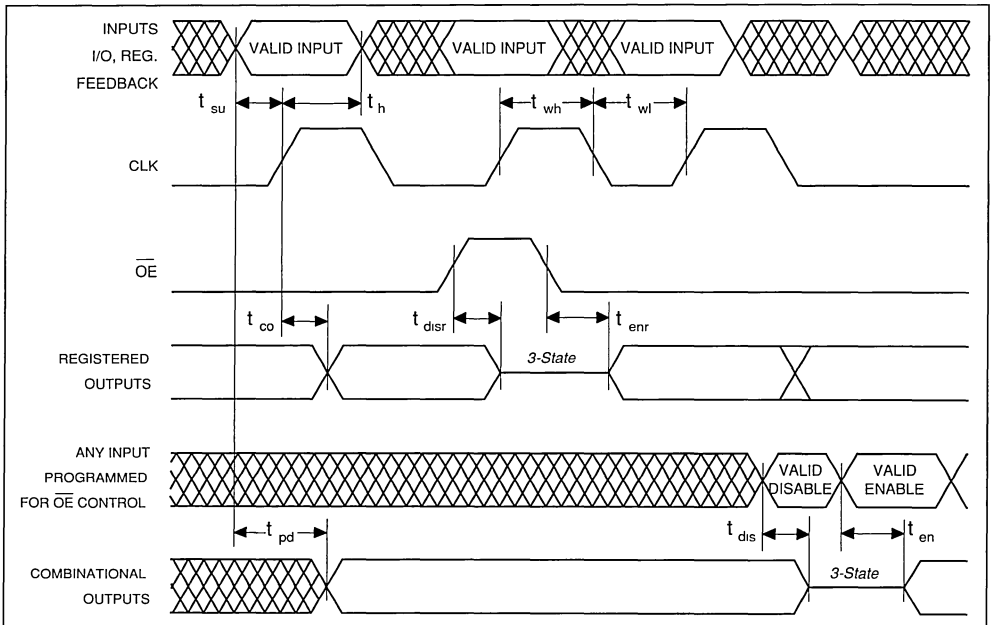 INPUTS
I/O, REG.
FEEDBACK
VALID INPUT
VALID INPUT
VALID INPUT
t su
t h
t wh
t wl
CLK
OE
t co
t disr
t enr
REGISTERED
OUTPUTS
3-State
ANY INPUT
PROGRAMMED
FOR OE CONTROL
VALID
DISABLE
VALID
ENABLE
t pd
t dis
t en
COMBINATIONAL
OUTPUTS
3-State